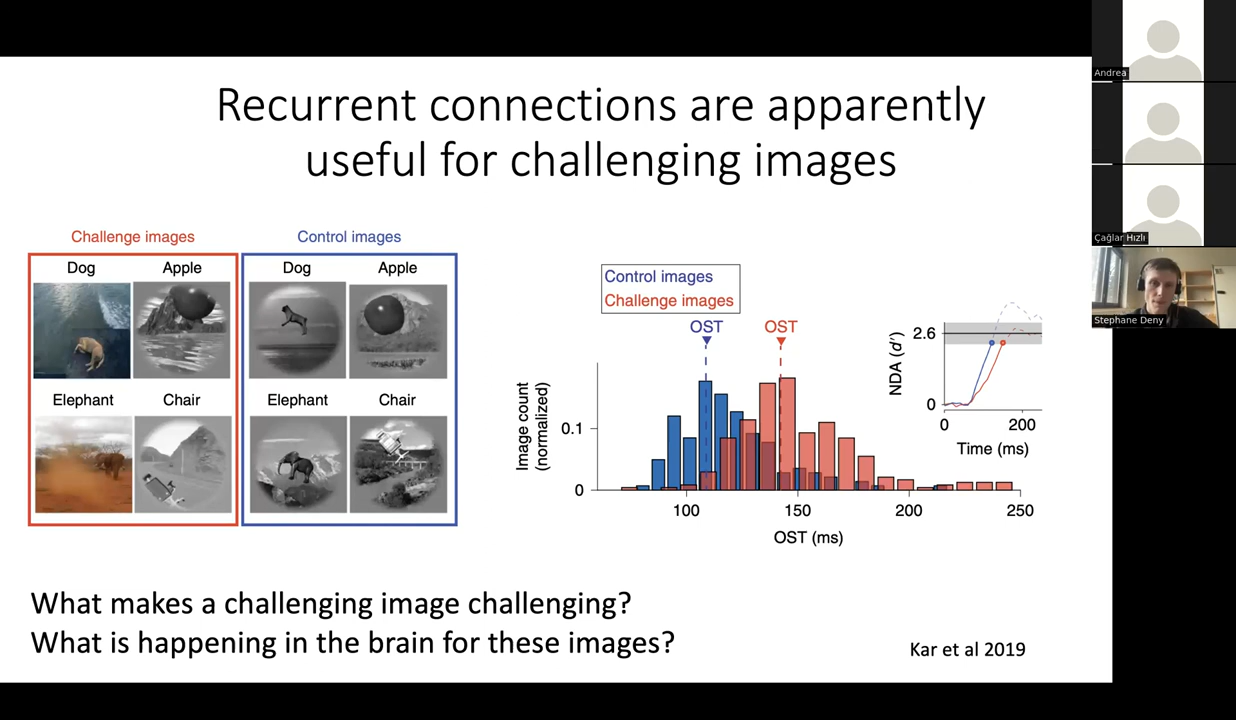 Recurrent connections are apparently
useful for challenging images
Challenge images
Control images
Dog
Apple
Dog
Apple
Elephant
Chair
Elephant
Chair
Control images
Challenge images
OST
OST
Image count
(normalized)
0.1
0
100
150
200
250
OST (ms)
NDA (d′)
2.6
0
0
200
Time (ms)
What makes a challenging image challenging?
What is happening in the brain for these images?
Kar et al 2019
Andrea
Çağlar Hızlı
Stephane Deny